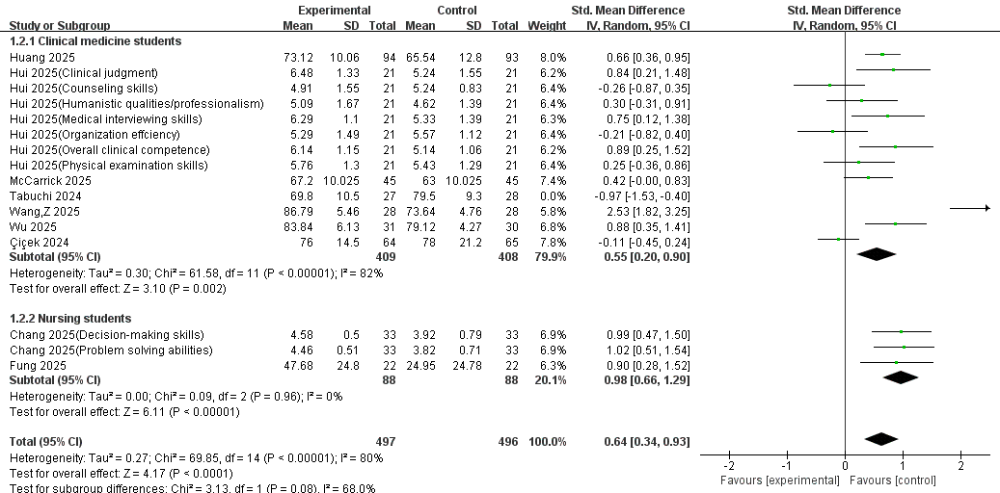 Experimental Control Std. Mean Difference Std. Mean Difference
Study or Subgroup Mean SD Total Mean SD Total Weight IV, Random, 95% CI IV, Random, 95% CI
1.2.1 Clinical medicine students
Huang 2025 73.12 10.06 94 65.54 12.8 93 8.0% 0.66 [0.36, 0.95]
Hui 2025(Clinical judgment) 6.48 1.33 21 5.24 1.55 21 6.2% 0.84 [0.21, 1.48]
Hui 2025(Counseling skills) 4.91 1.55 21 5.24 0.83 21 6.4% -0.26 [-0.87, 0.35]
Hui 2025(Humanistic qualities/professionalism) 5.09 1.67 21 4.62 1.39 21 6.4% 0.30 [-0.31, 0.91]
Hui 2025(Medical interviewing skills) 6.29 1.1 21 5.33 1.39 21 6.3% 0.75 [0.12, 1.38]
Hui 2025(Organization effciency) 5.29 1.49 21 5.57 1.12 21 6.4% -0.21 [-0.82, 0.40]
Hui 2025(Overall clinical competence) 6.14 1.15 21 5.14 1.06 21 6.2% 0.89 [0.25, 1.52]
Hui 2025(Physical examination skills) 5.76 1.3 21 5.43 1.29 21 6.4% 0.25 [-0.36, 0.86]
McCarrick 2025 67.2 10.025 45 63 10.025 45 7.4% 0.42 [-0.00, 0.83]
Tabuchi 2024 69.8 10.5 27 79.5 9.3 28 0.0% -0.97 [-1.53, -0.40]
Wang,Z 2025 86.79 5.46 28 73.64 4.76 28 5.8% 2.53 [1.82, 3.25]
Wu 2025 83.84 6.13 31 79.12 4.27 30 6.8% 0.88 [0.35, 1.41]
Çiçek 2024 76 14.5 64 78 21.2 65 7.8% -0.11 [-0.45, 0.24]
Subtotal (95% CI) 409 408 79.9% 0.55 [0.20, 0.90]
Heterogeneity: Tau² = 0.30; Chi² = 61.58, df = 11 (P < 0.00001); I² = 82%
Test for overall effect: Z = 3.10 (P = 0.002)
1.2.2 Nursing students
Chang 2025(Decision-making skills) 4.58 0.5 33 3.92 0.79 33 6.9% 0.99 [0.47, 1.50]
Chang 2025(Problem solving abilities) 4.46 0.51 33 3.82 0.71 33 6.9% 1.02 [0.51, 1.54]
Fung 2025 47.68 24.8 22 24.95 24.78 22 6.3% 0.90 [0.28, 1.52]
Subtotal (95% CI) 88 88 20.1% 0.98 [0.66, 1.29]
Heterogeneity: Tau² = 0.00; Chi² = 0.09, df = 2 (P = 0.96); I² = 0%
Test for overall effect: Z = 6.11 (P < 0.00001)
Total (95% CI) 497 496 100.0% 0.64 [0.34, 0.93]
Heterogeneity: Tau² = 0.27; Chi² = 69.85, df = 14 (P < 0.00001); I² = 80%
Test for overall effect: Z = 4.17 (P < 0.0001)
Test for subgroup differences: Chi² = 3.13, df = 1 (P = 0.08), I² = 68.0%
-2 -1 0 1 2
Favours [experimental] Favours [control]